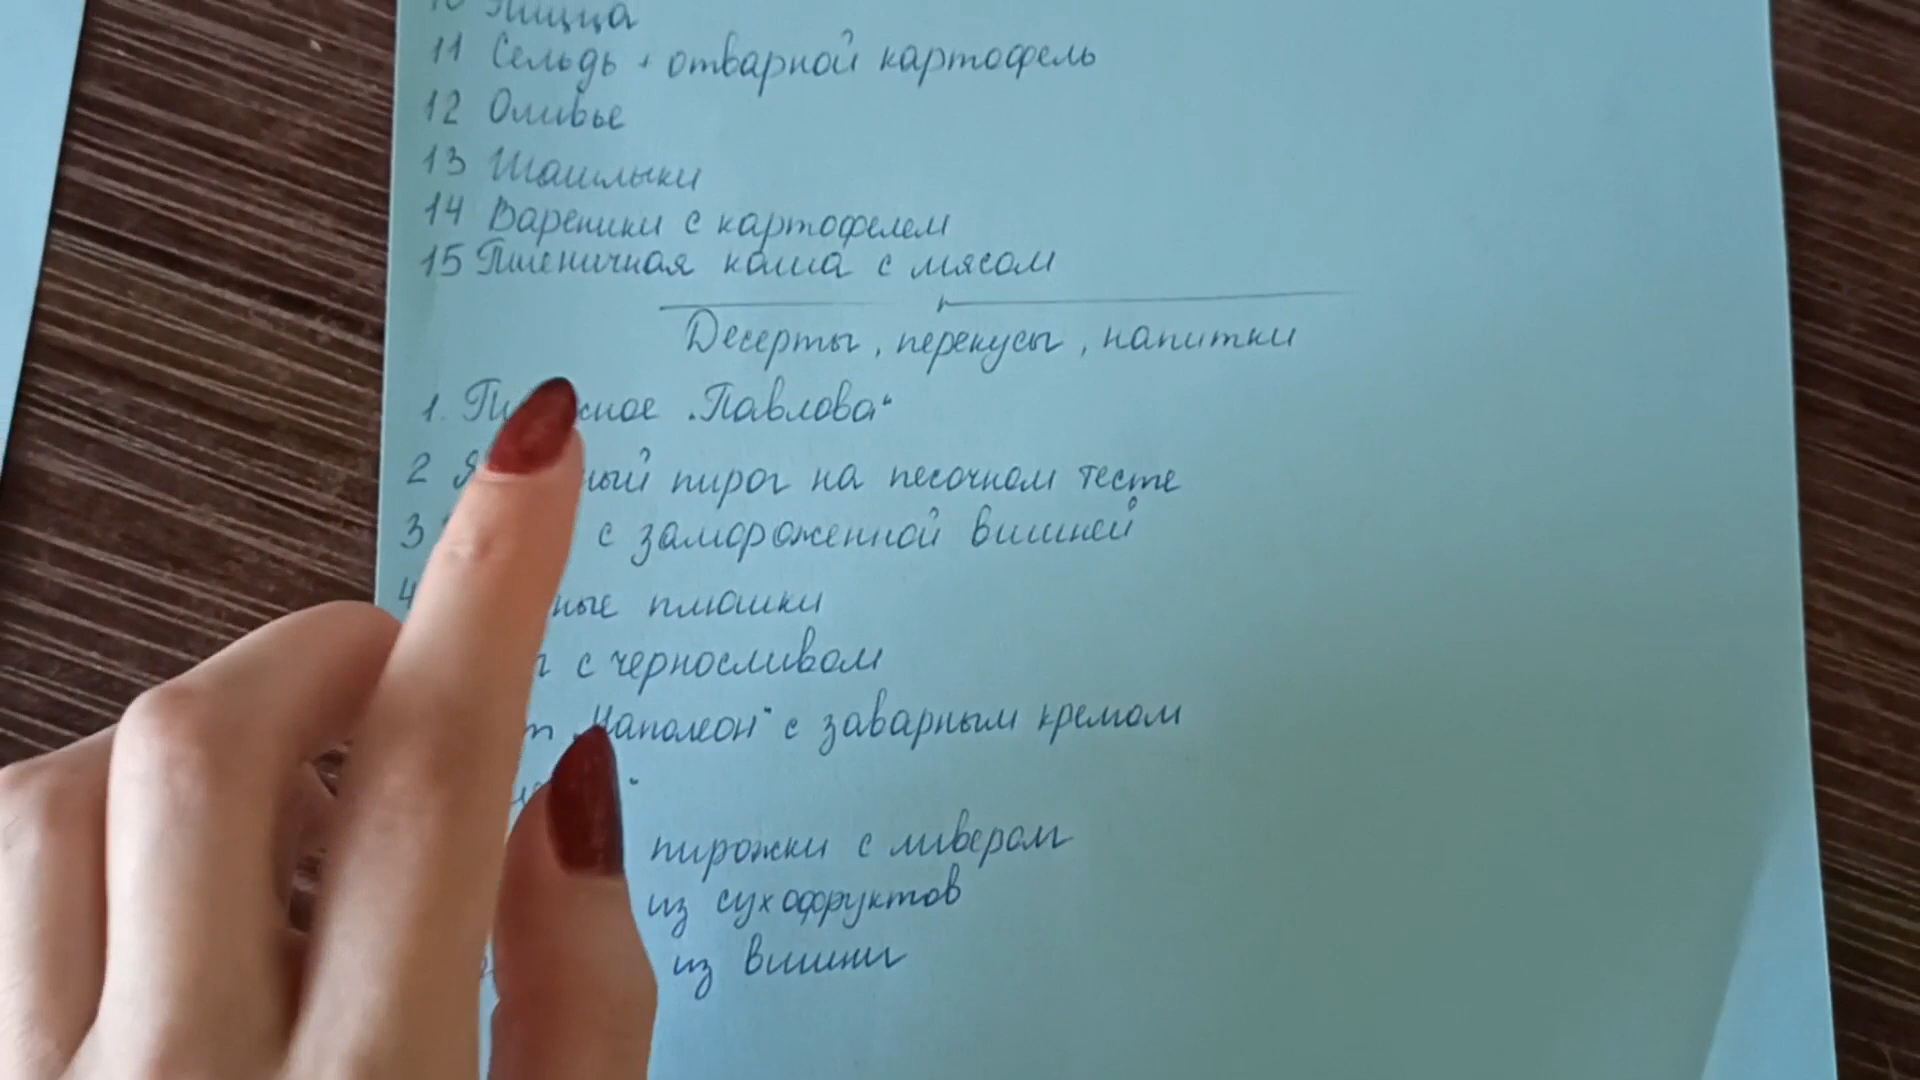 10 Пицца
11 Сельдь + отварной картофель
12 Оливье
13 Шашлыки
14 Вареники с картофелем
15 Пшеничная каша с мясом
Десерты, перекусы, напитки
1. "Павлова"
2 пирог на песочном тесте
3 с замороженной вишней
4 плюшки
с черносливом
"Наполеон" с заварным кремом
пирожки с ливером
из сухофруктов
из вишни